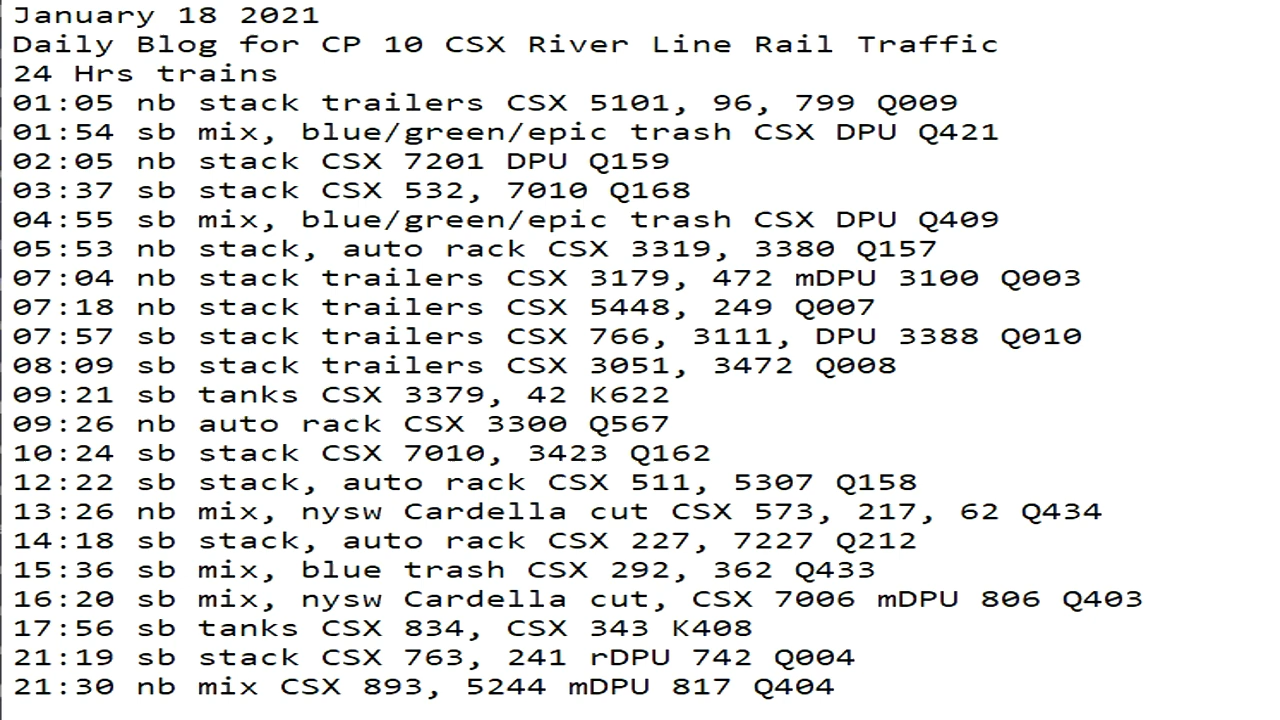 January 18 2021
Daily Blog for CP 10 CSX River Line Rail Traffic
24 Hrs trains
01:05 nb stack trailers CSX 5101, 96, 799 Q009
01:54 sb mix, blue/green/epic trash CSX DPU Q421
02:05 nb stack CSX 7201 DPU Q159
03:37 sb stack CSX 532, 7010 Q168
04:55 sb mix, blue/green/epic trash CSX DPU Q409
05:53 nb stack, auto rack CSX 3319, 3380 Q157
07:04 nb stack trailers CSX 3179, 472 mDPU 3100 Q003
07:18 nb stack trailers CSX 5448, 249 Q007
07:57 sb stack trailers CSX 766, 3111, DPU 3388 Q010
08:09 sb stack trailers CSX 3051, 3472 Q008
09:21 sb tanks CSX 3379, 42 K622
09:26 nb auto rack CSX 3300 Q567
10:24 sb stack CSX 7010, 3423 Q162
12:22 sb stack, auto rack CSX 511, 5307 Q158
13:26 nb mix, nysw Cardella cut CSX 573, 217, 62 Q434
14:18 sb stack, auto rack CSX 227, 7227 Q212
15:36 sb mix, blue trash CSX 292, 362 Q433
16:20 sb mix, nysw Cardella cut, CSX 7006 mDPU 806 Q403
17:56 sb tanks CSX 834, CSX 343 K408
21:19 sb stack CSX 763, 241 rDPU 742 Q004
21:30 nb mix CSX 893, 5244 mDPU 817 Q404